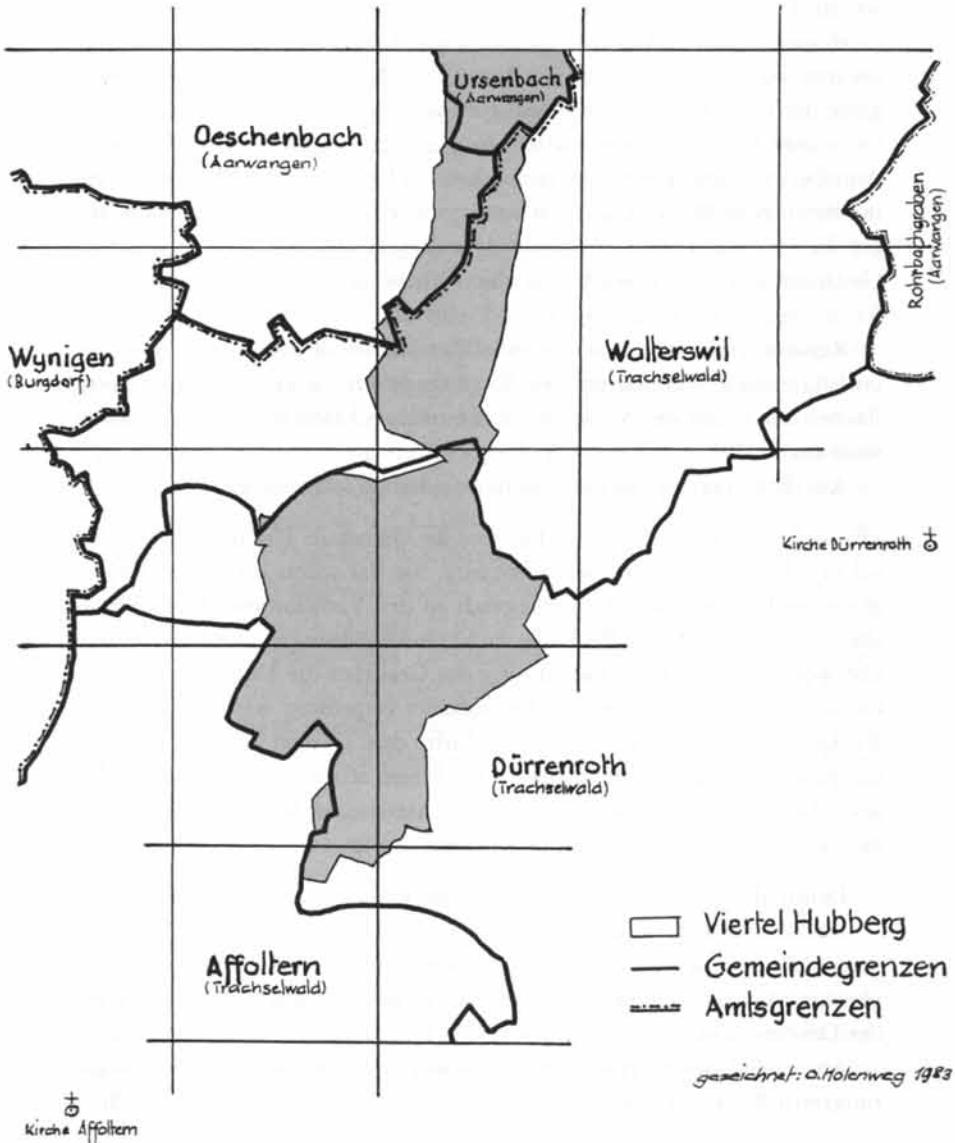 Ursenbach
(Aarwangen)
Oeschenbach
(Aarwangen)
Rohrbachgraben
(Aarwangen)
Wynigen
(Burgdorf)
Walterswil
(Trachselwald)
Kirche Dürrenroth
Dürrenroth
(Trachselwald)
Affoltern
(Trachselwald)
Viertel Hubberg
Gemeindegrenzen
Amtsgrenzen
gezeichnet: O. Holenweg 1983
Kirche Affoltern